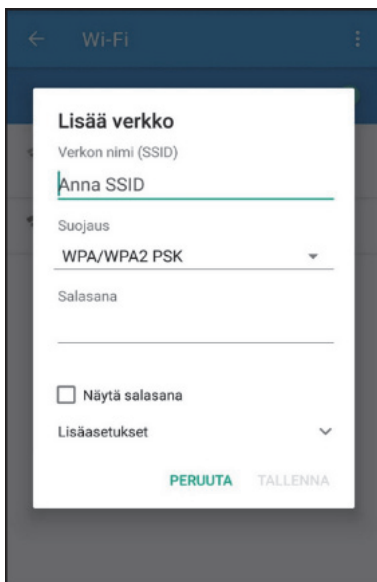 Wi-Fi
Lisää verkko
Verkon nimi (SSID)
Anna SSID
Suojaus
WPA/WPA2 PSK
Salasana
Näytä salasana
Lisäasetukset
PERUUTA TALLENNA